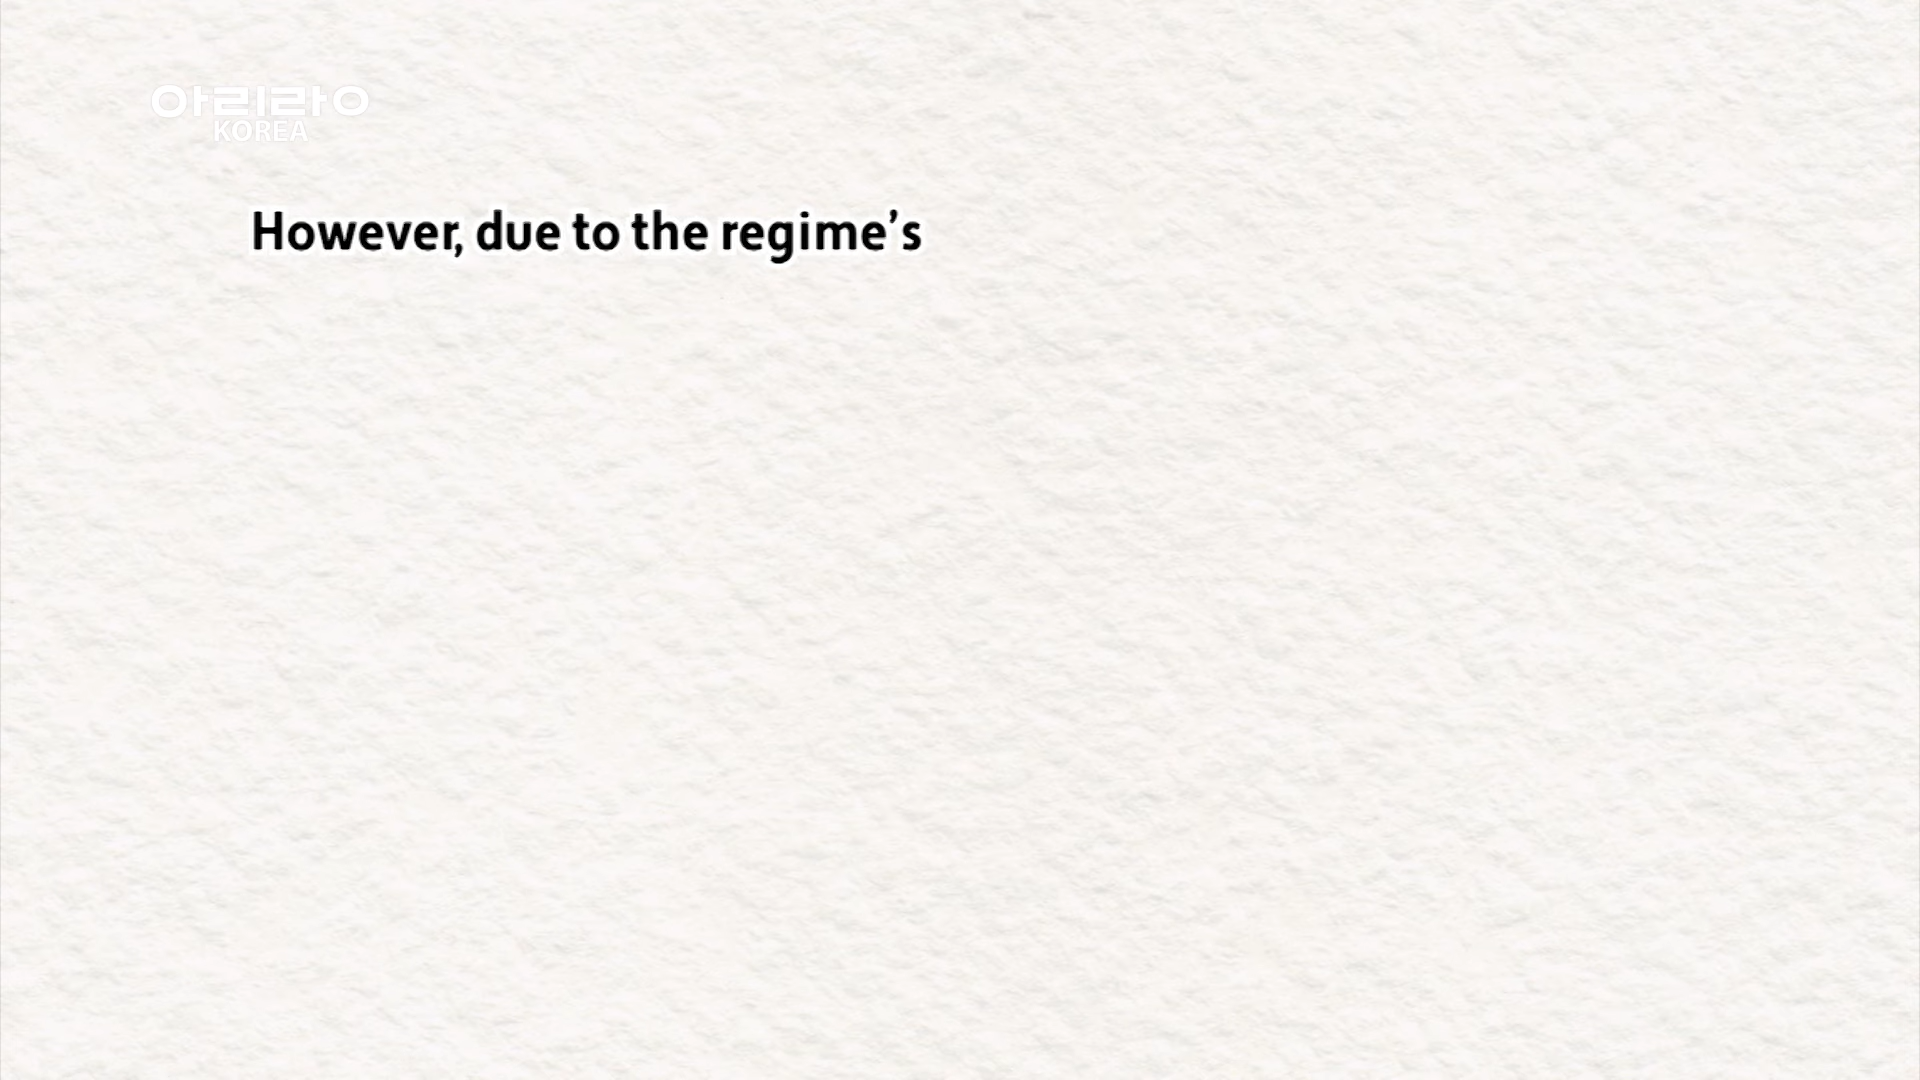 아리랑
KOREA
However, due to the regime’s